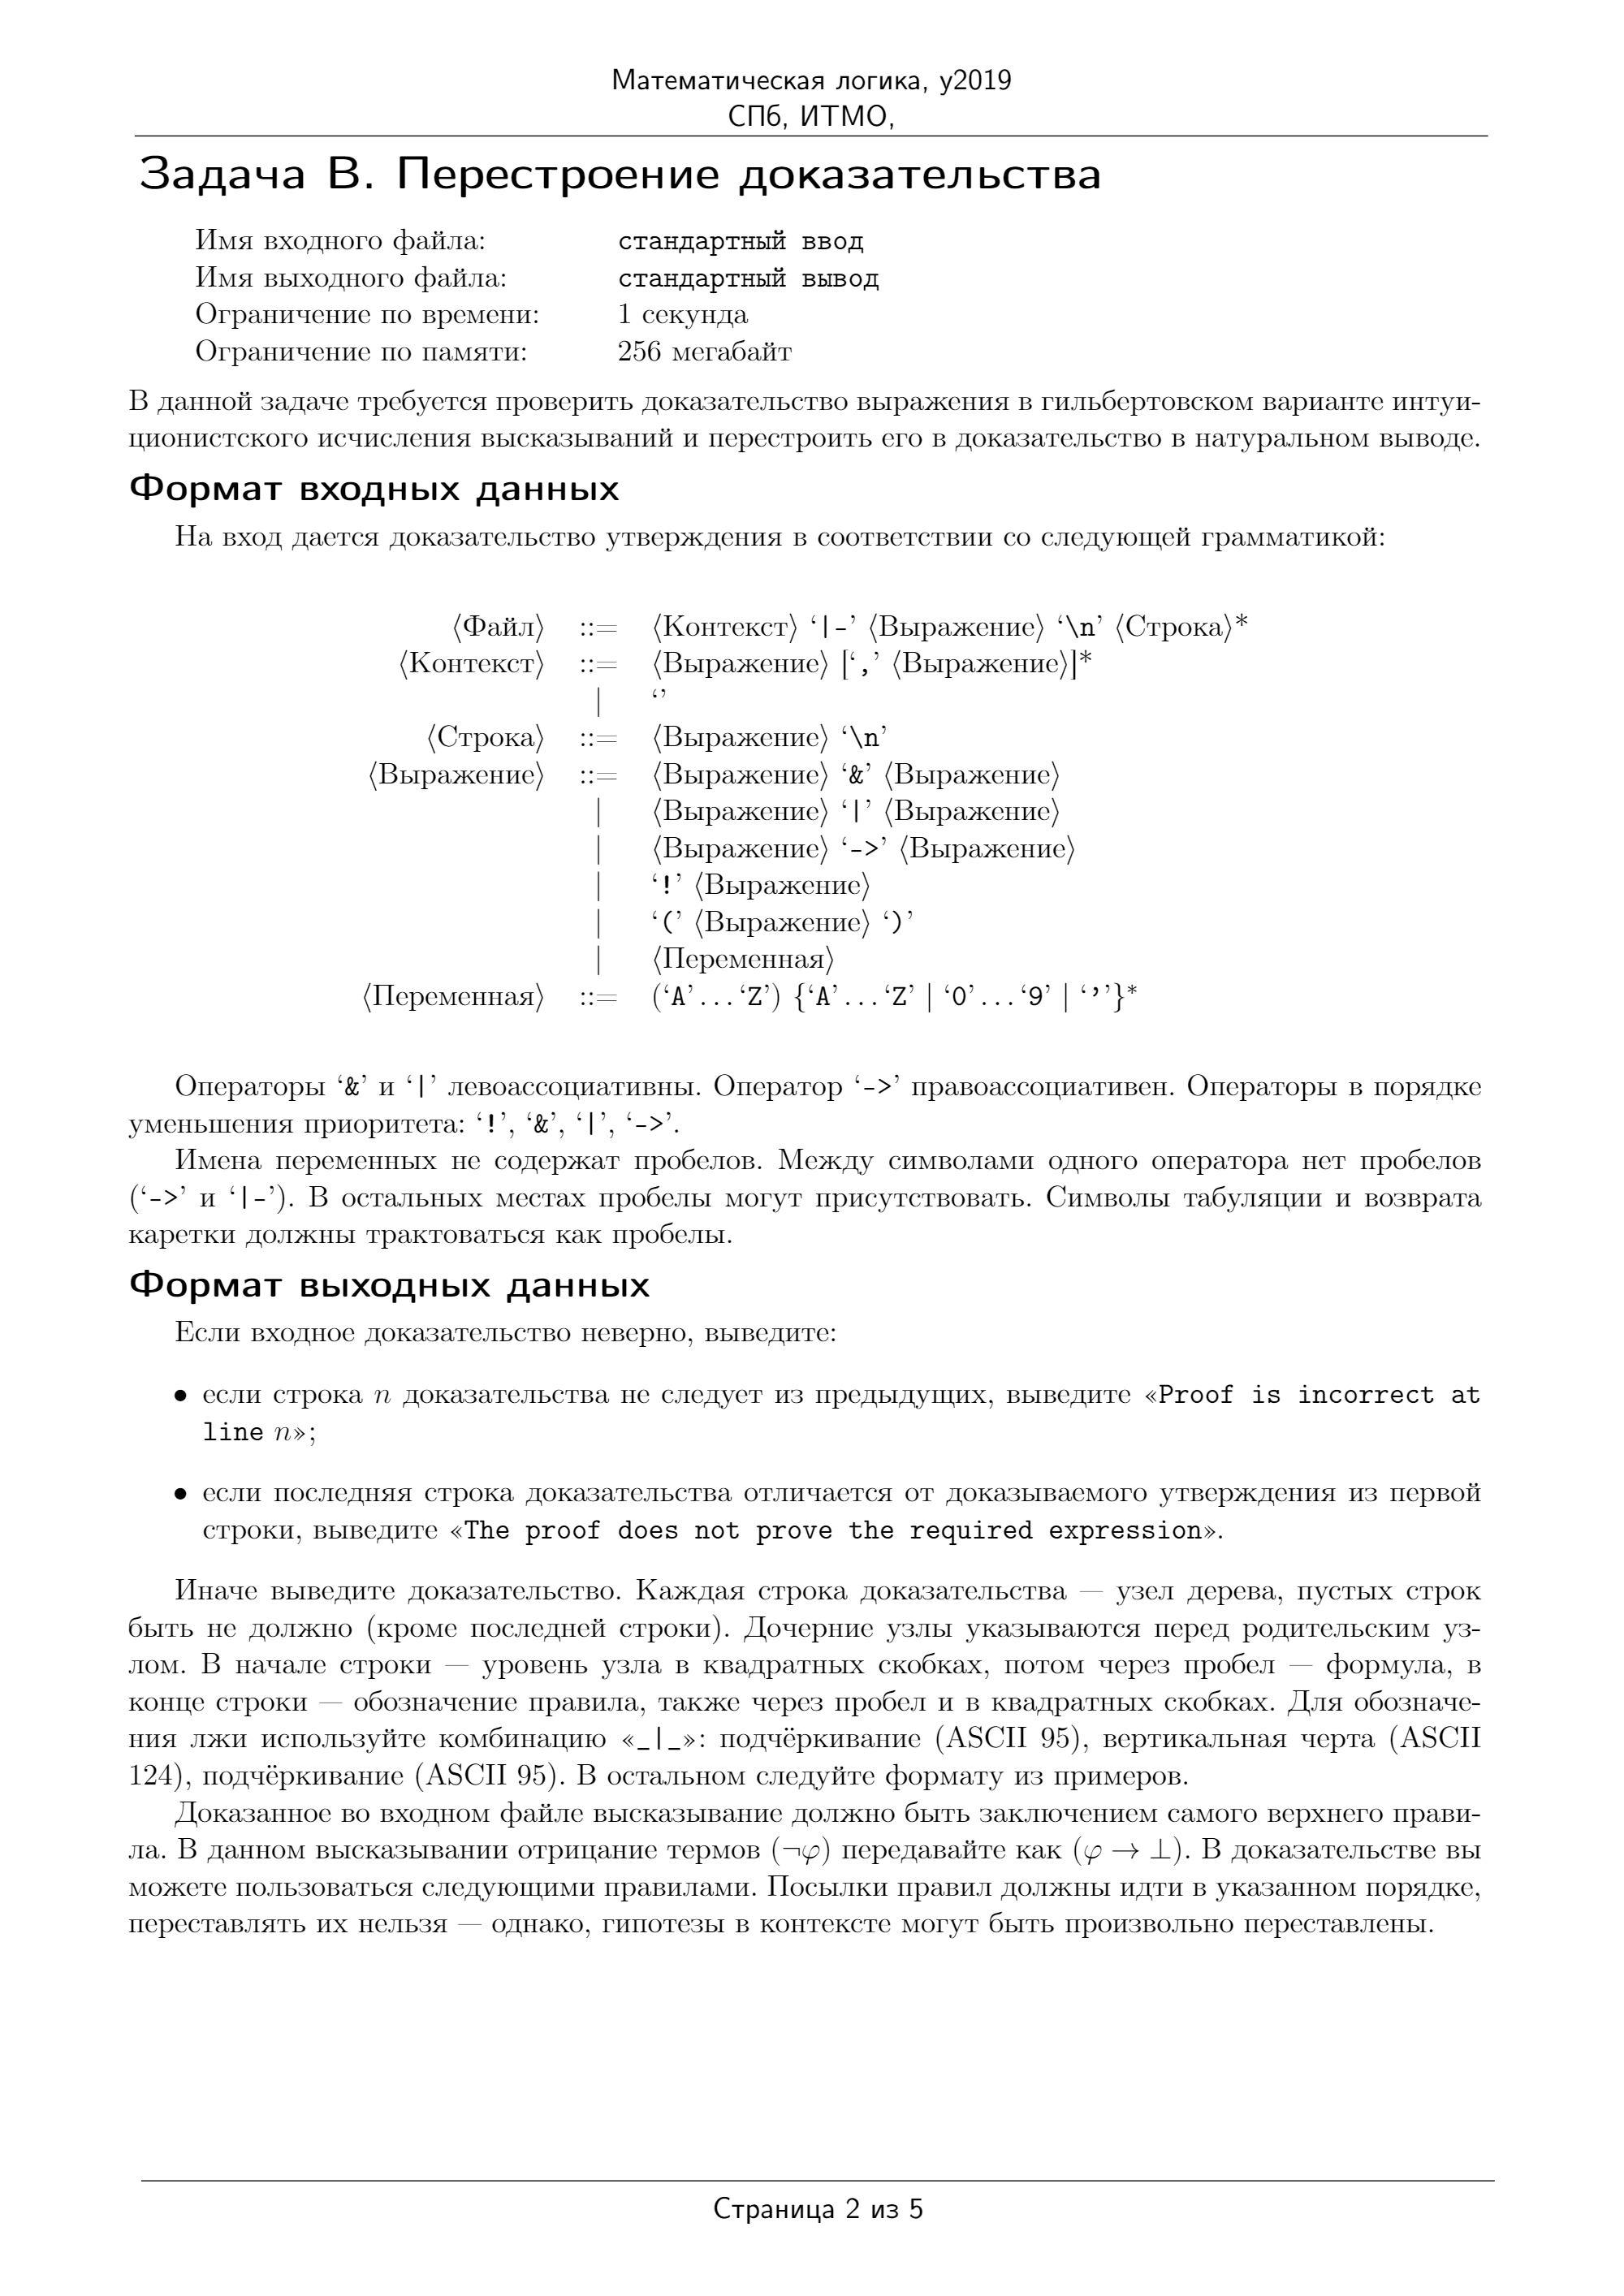 Математическая логика, y2019
СПб, ИТМО,
Задача B. Перестроение доказательства
Имя входного файла: стандартный ввод
Имя выходного файла: стандартный вывод
Ограничение по времени: 1 секунда
Ограничение по памяти: 256 мегабайт
В данной задаче требуется проверить доказательство выражения в гильбертовском варианте интуи-
ционистского исчисления высказываний и перестроить его в доказательство в натуральном выводе.
Формат входных данных
На вход дается доказательство утверждения в соответствии со следующей грамматикой:
⟨Файл⟩ ::= ⟨Контекст⟩ ‘|-’ ⟨Выражение⟩ ‘\n’ ⟨Строка⟩*
⟨Контекст⟩ ::= ⟨Выражение⟩ [‘,’ ⟨Выражение⟩]*
| ‘’
⟨Строка⟩ ::= ⟨Выражение⟩ ‘\n’
⟨Выражение⟩ ::= ⟨Выражение⟩ ‘&’ ⟨Выражение⟩
| ⟨Выражение⟩ ‘|’ ⟨Выражение⟩
| ⟨Выражение⟩ ‘->’ ⟨Выражение⟩
| ‘!’ ⟨Выражение⟩
| ‘(’ ⟨Выражение⟩ ‘)’
| ⟨Переменная⟩
⟨Переменная⟩ ::= (‘A’ . . . ‘Z’) {‘A’ . . . ‘Z’ | ‘0’ . . . ‘9’ | ‘’’}*
Операторы ‘&’ и ‘|’ левоассоциативны. Оператор ‘->’ правоассоциативен. Операторы в порядке
уменьшения приоритета: ‘!’, ‘&’, ‘|’, ‘->’.
Имена переменных не содержат пробелов. Между символами одного оператора нет пробелов
(‘->’ и ‘|-’). В остальных местах пробелы могут присутствовать. Символы табуляции и возврата
каретки должны трактоваться как пробелы.
Формат выходных данных
Если входное доказательство неверно, выведите:
• если строка n доказательства не следует из предыдущих, выведите «Proof is incorrect at
line n»;
• если последняя строка доказательства отличается от доказываемого утверждения из первой
строки, выведите «The proof does not prove the required expression».
Иначе выведите доказательство. Каждая строка доказательства — узел дерева, пустых строк
быть не должно (кроме последней строки). Дочерние узлы указываются перед родительским уз-
лом. В начале строки — уровень узла в квадратных скобках, потом через пробел — формула, в
конце строки — обозначение правила, также через пробел и в квадратных скобках. Для обозначе-
ния лжи используйте комбинацию «_|_»: подчёркивание (ASCII 95), вертикальная черта (ASCII
124), подчёркивание (ASCII 95). В остальном следуйте формату из примеров.
Доказанное во входном файле высказывание должно быть заключением самого верхнего прави-
ла. В данном высказывании отрицание термов (¬φ) передавайте как (φ → ⊥). В доказательстве вы
можете пользоваться следующими правилами. Посылки правил должны идти в указанном порядке,
переставлять их нельзя — однако, гипотезы в контексте могут быть произвольно переставлены.
Страница 2 из 5